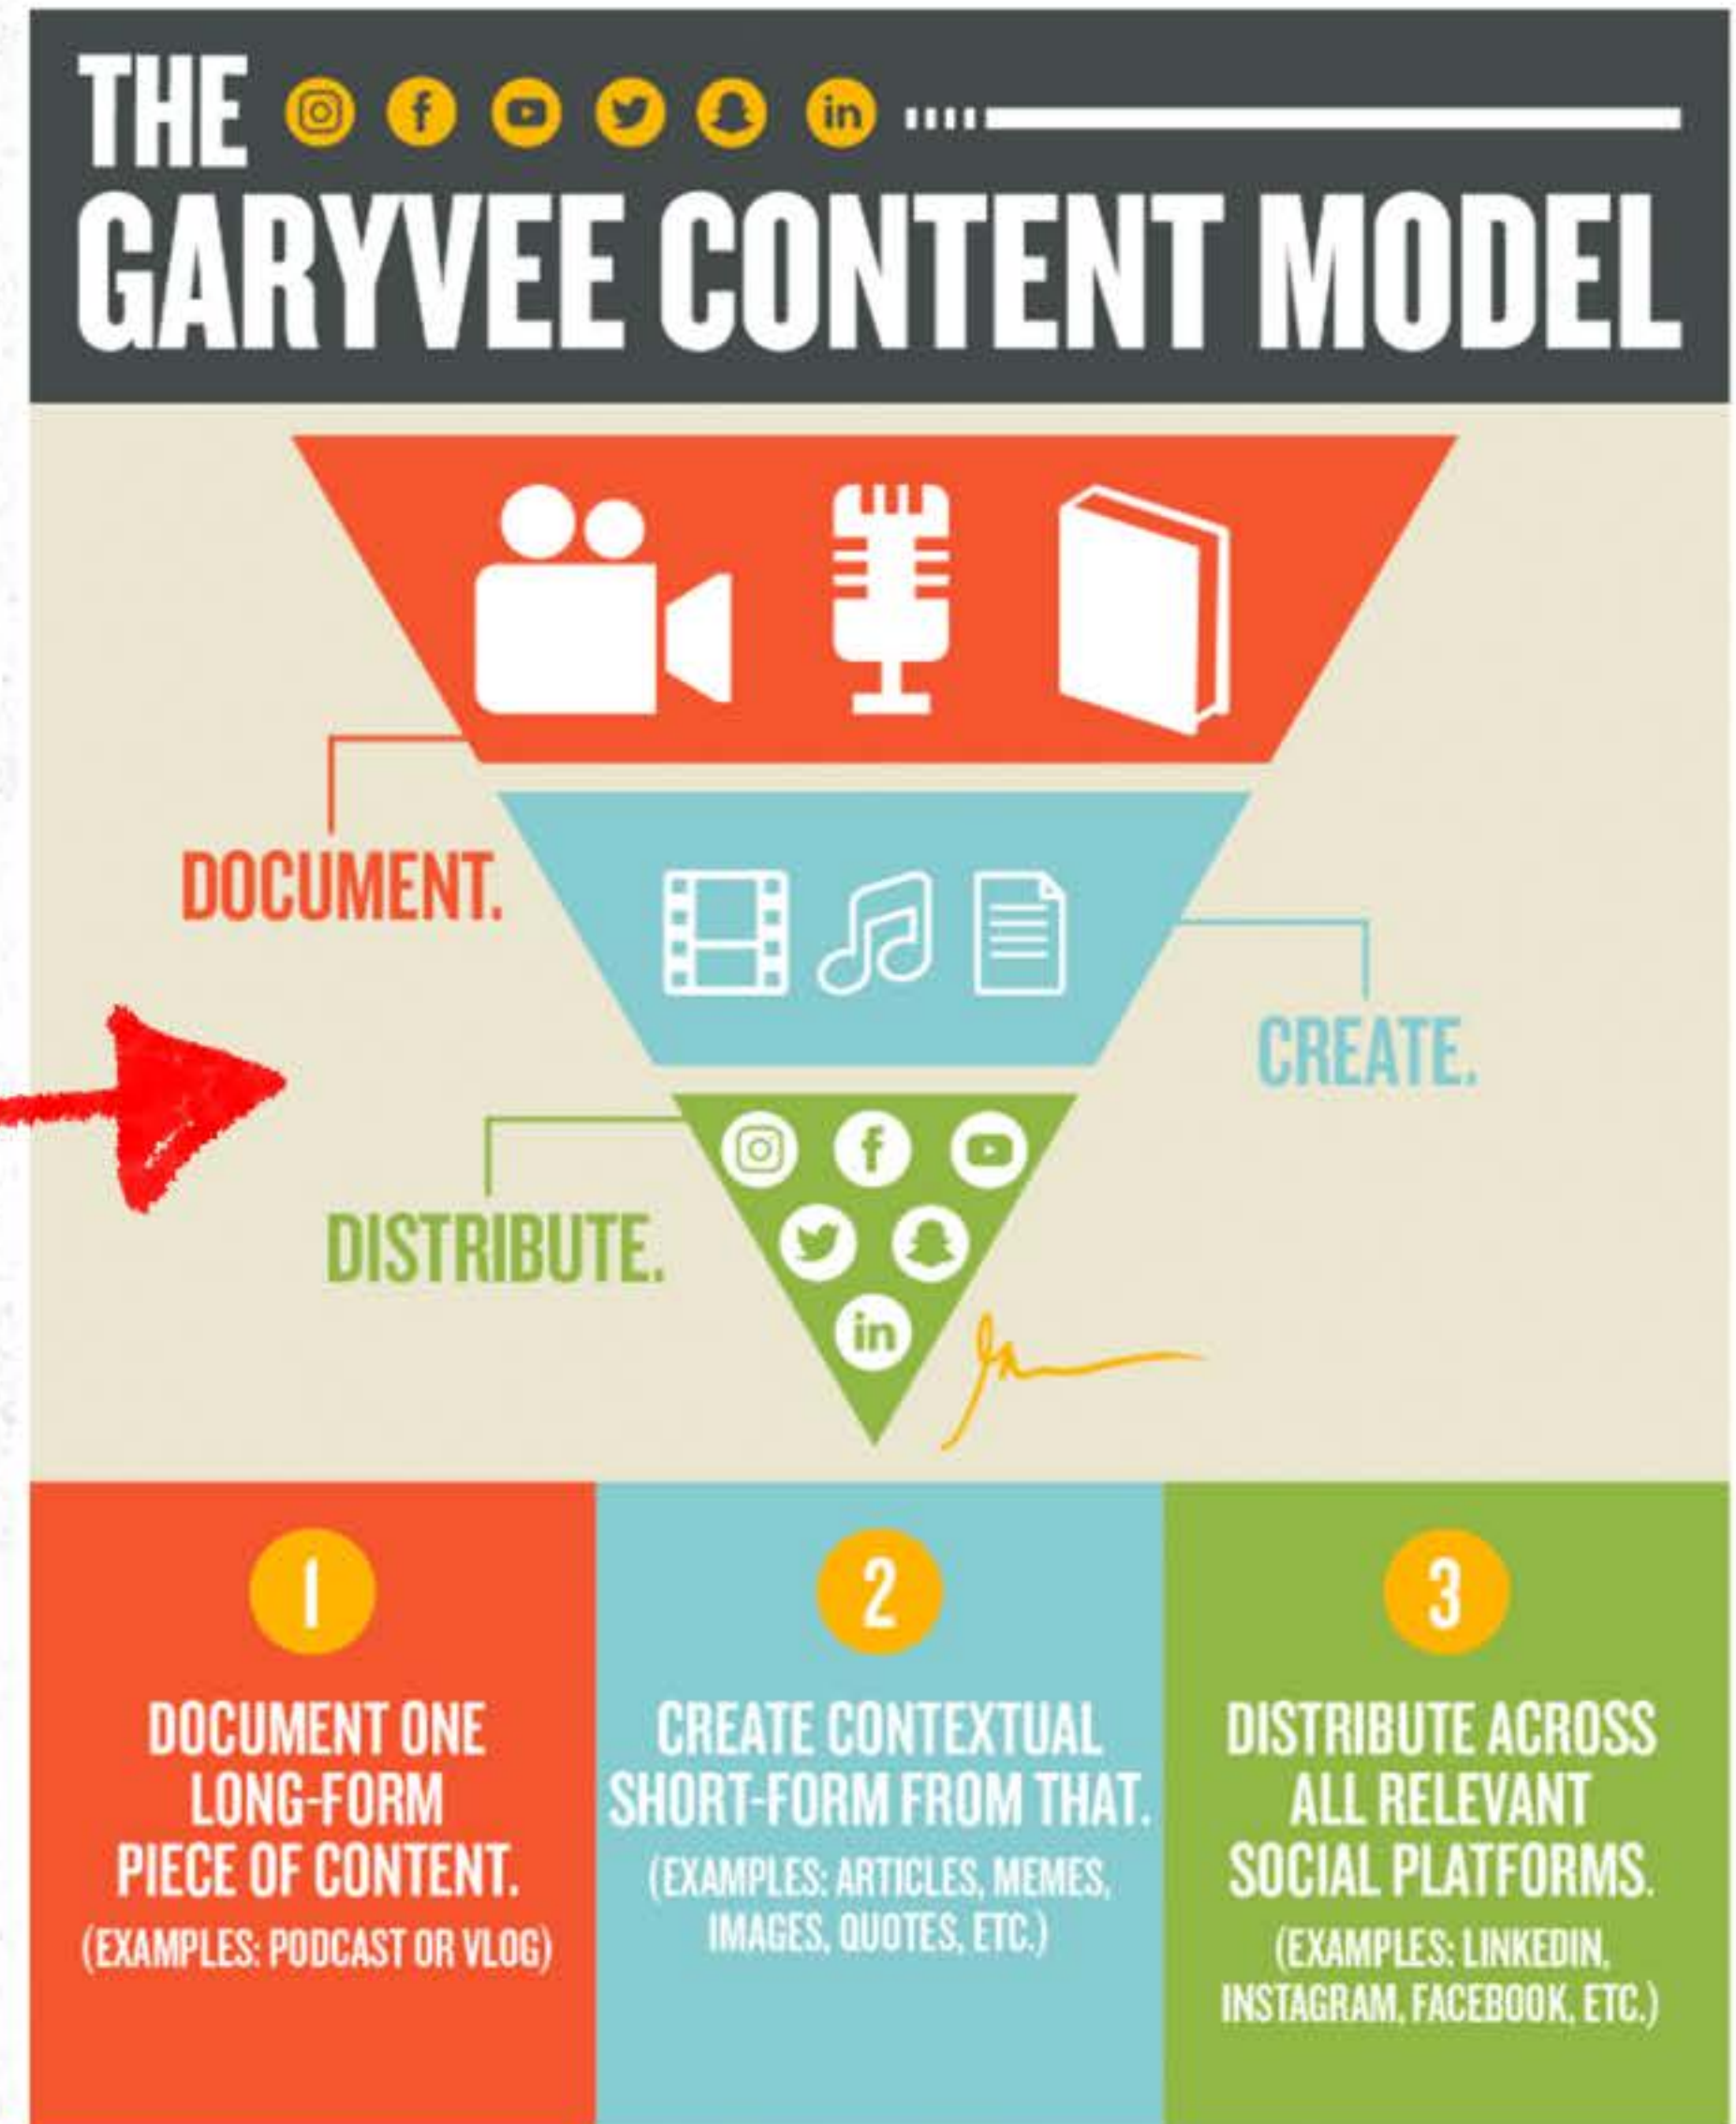 THE
GARYVEE CONTENT MODEL
DOCUMENT.
CREATE.
DISTRIBUTE.
1
DOCUMENT ONE
LONG-FORM
PIECE OF CONTENT.
(EXAMPLES: PODCAST OR VLOG)
2
CREATE CONTEXTUAL
SHORT-FORM FROM THAT.
(EXAMPLES: ARTICLES, MEMES,
IMAGES, QUOTES, ETC.)
3
DISTRIBUTE ACROSS
ALL RELEVANT
SOCIAL PLATFORMS.
(EXAMPLES: LINKEDIN,
INSTAGRAM, FACEBOOK, ETC.)